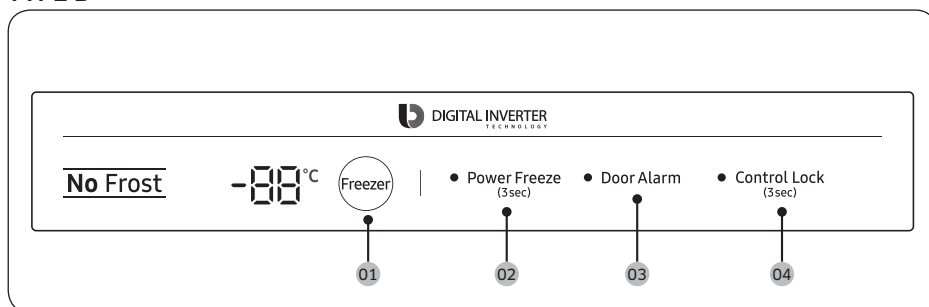 DIGITAL INVERTER
TECHNOLOGY
No Frost -88°C Freezer Power Freeze Door Alarm Control Lock
(3sec) (3sec)
01 02 03 04